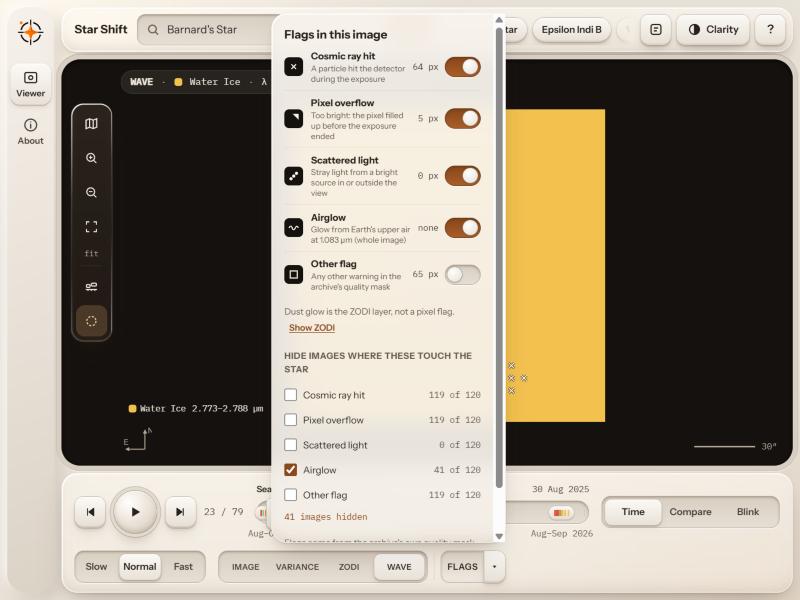 Star Shift
Barnard's Star
Epsilon Indi B
Clarity
?
Viewer
About
WAVE · Water Ice · λ
fit
Flags in this image
Cosmic ray hit
A particle hit the detector
during the exposure
64 px
Pixel overflow
Too bright: the pixel filled
up before the exposure
ended
5 px
Scattered light
Stray light from a bright
source in or outside the
view
0 px
Airglow
Glow from Earth's upper air
at 1.083 µm (whole image)
none
Other flag
Any other warning in the
archive's quality mask
65 px
Dust glow is the ZODI layer, not a pixel flag.
Show ZODI
HIDE IMAGES WHERE THESE TOUCH THE
STAR
Cosmic ray hit 119 of 120
Pixel overflow 119 of 120
Scattered light 0 of 120
Airglow 41 of 120
Other flag 119 of 120
41 images hidden
Water Ice 2.773–2.788 µm
N
E
30"
23 / 79
30 Aug 2025
Aug–Sep 2026
Time
Compare
Blink
Slow
Normal
Fast
IMAGE
VARIANCE
ZODI
WAVE
FLAGS